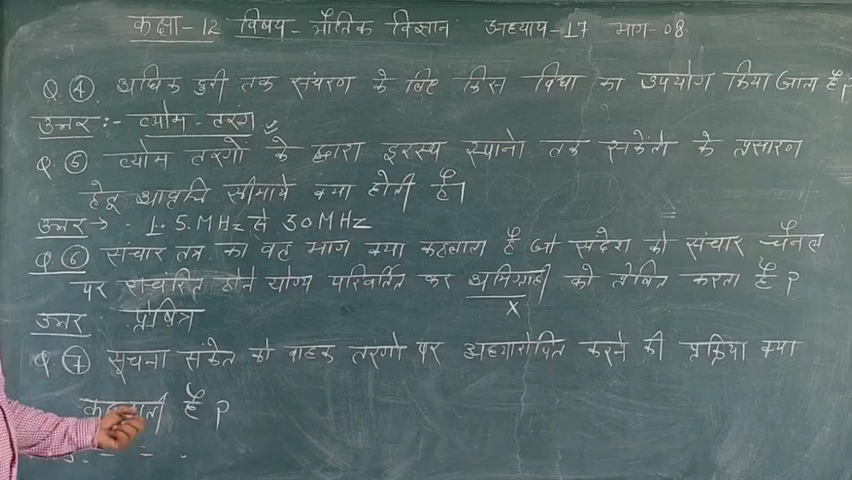 कक्षा-12 विषय- भौतिक विज्ञान अध्याय-17 भाग-08
Q.④ अधिक दुरी तक संचरण के लिए किस विधा का उपयोग किया जाता है?
उत्तर:- व्योम-तरंग
Q.⑤ व्योम तरंगों के द्वारा दूरस्थ स्थानों तक संकेतों के प्रसारण
हेतू आवृत्ति सीमाये क्या होती है।
उत्तर → 1.5.MHz से 30MHz
Q.⑥ संचार तंत्र का वह भाग क्या कहलाता है जो संदेश को संचार चैनल
पर संचरित होने योग्य परिवर्तित कर अभिग्राही को प्रेषित करता है?
उत्तर: प्रेषित्र X
Q.⑦ सूचना संकेत को वाहक तरंगो पर अध्यारोपित करने की प्रक्रिया क्या
कहलाती है?